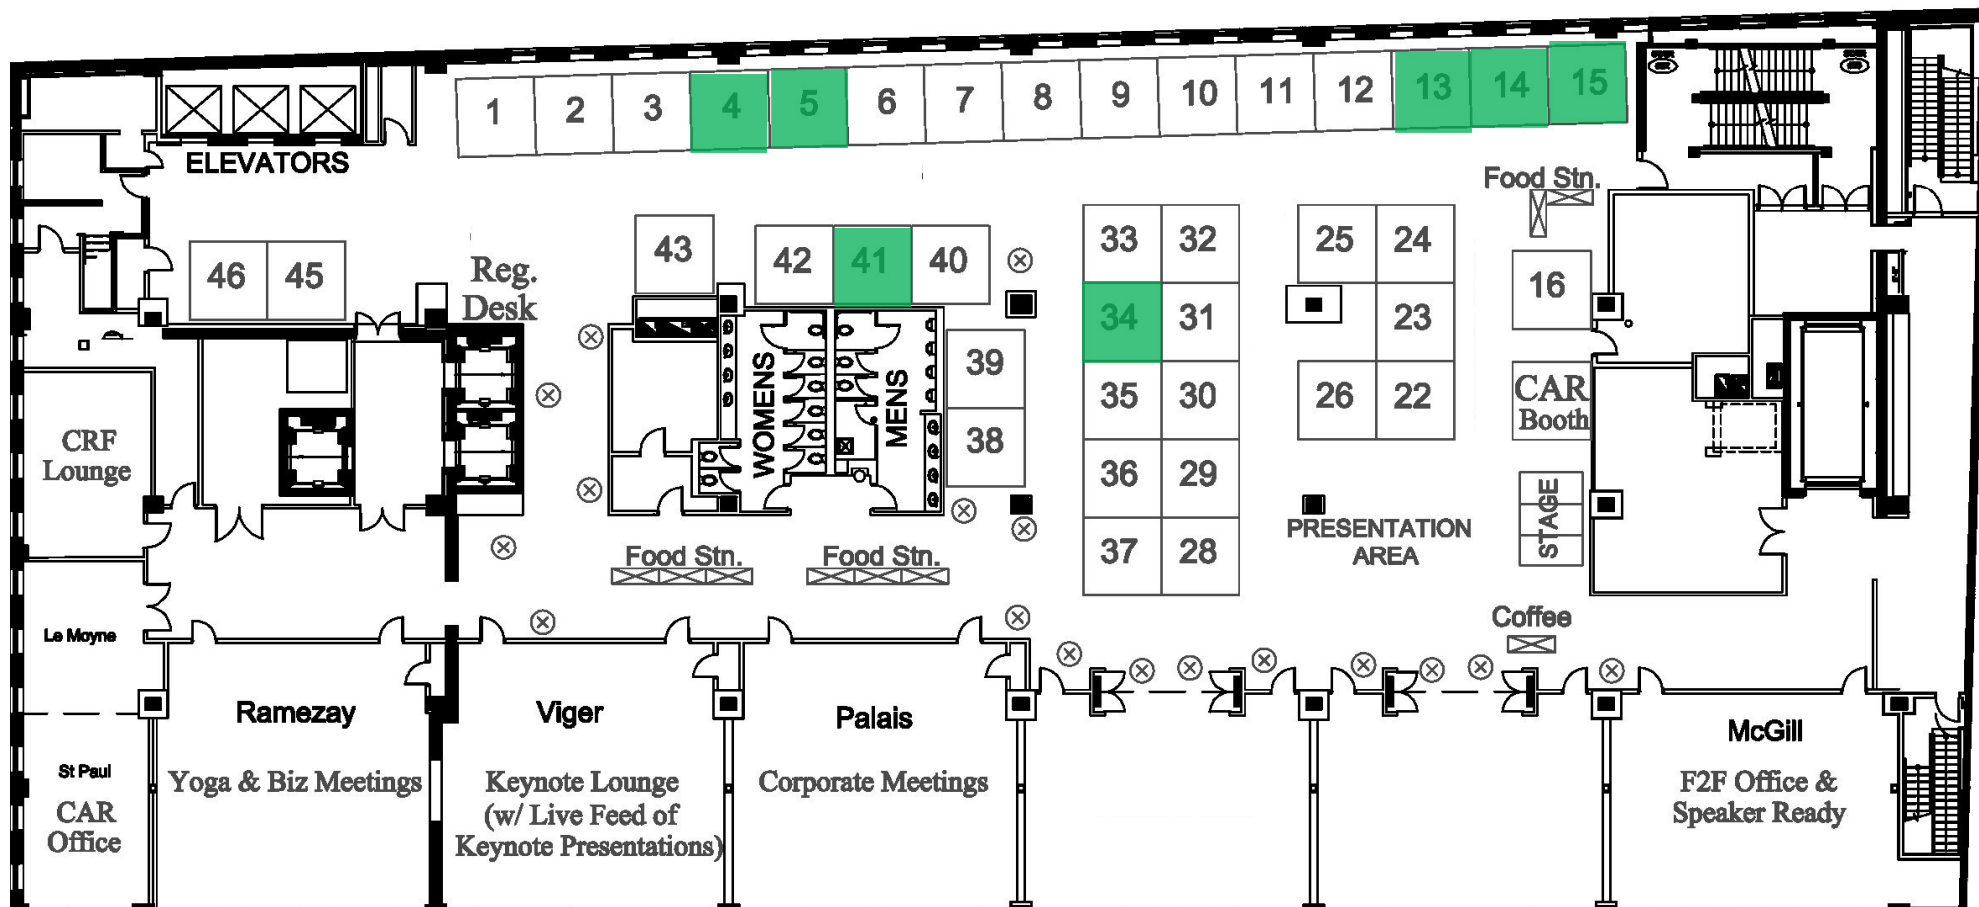 1 2 3 4 5 6 7 8 9 10 11 12 13 14 15
ELEVATORS
Food Stn.
46 45
Reg.
Desk
43
42 41 40
33 32
25 24
16
34 31
23
39
38
WOMENS
MENS
35 30
26 22
CAR
Booth
CRF
Lounge
36 29
STAGE
PRESENTATION
AREA
37 28
Food Stn.
Food Stn.
Coffee
Le Moyne
Ramezay
Viger
Palais
McGill
St Paul
CAR
Office
Yoga & Biz Meetings
Keynote Lounge
(w/ Live Feed of
Keynote Presentations)
Corporate Meetings
F2F Office &
Speaker Ready